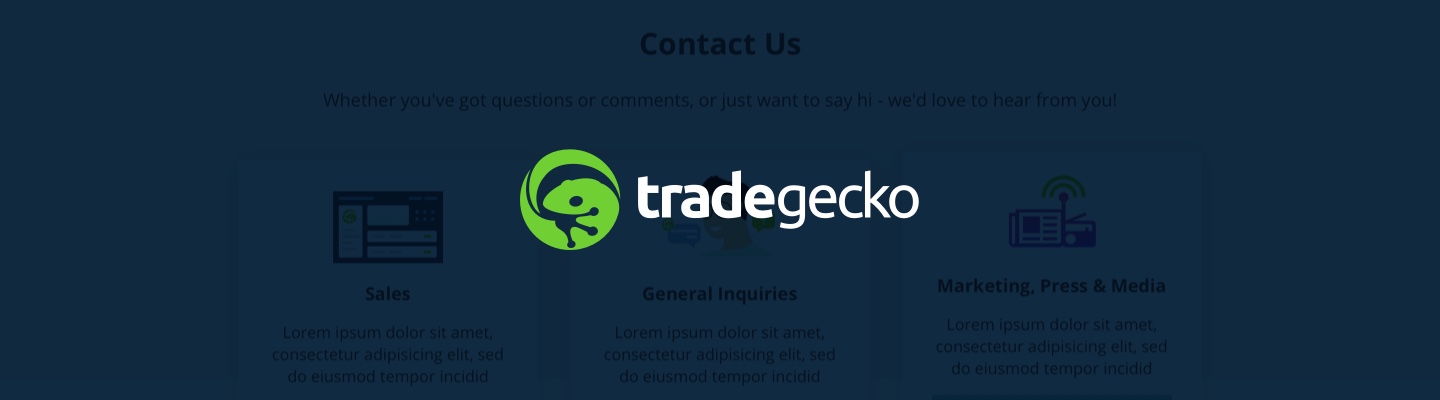 Contact Us
Whether you've got questions or comments, or just want to say hi - we'd love to hear from you!
tradegecko
Sales
General Inquiries
Marketing, Press & Media
Lorem ipsum dolor sit amet,
consectetur adipisicing elit, sed
do eiusmod tempor incidid
Lorem ipsum dolor sit amet,
consectetur adipisicing elit, sed
do eiusmod tempor incidid
Lorem ipsum dolor sit amet,
consectetur adipisicing elit, sed
do eiusmod tempor incidid